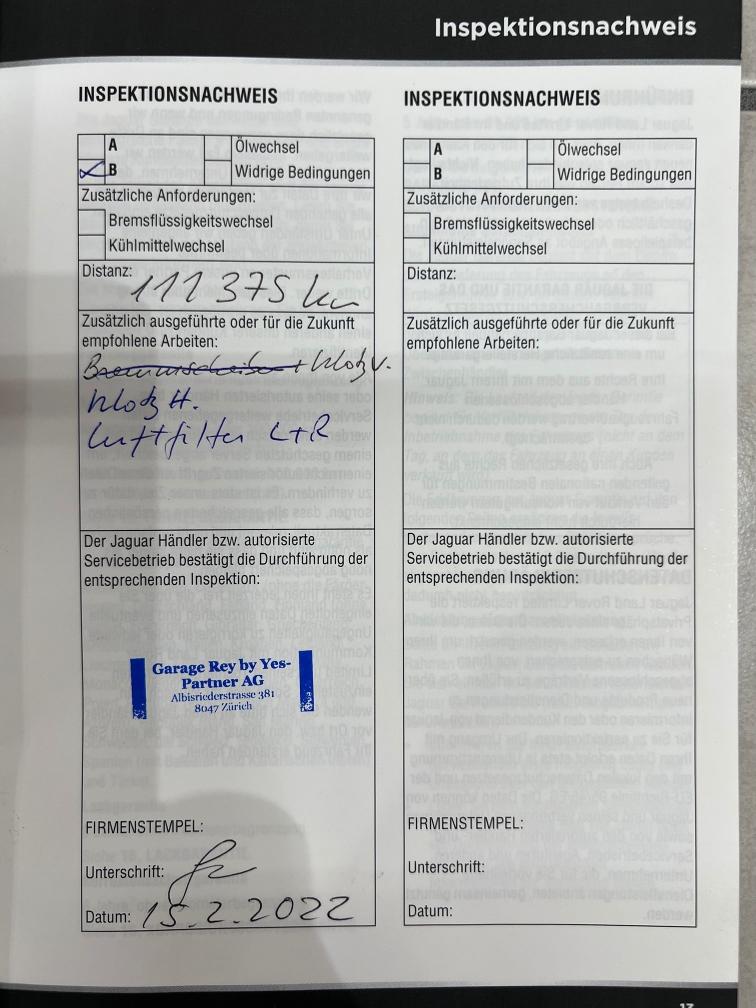 Inspektionsnachweis
INSPEKTIONSNACHWEIS
A
Ölwechsel
B
Widrige Bedingungen
Zusätzliche Anforderungen:
Bremsflüssigkeitswechsel
Kühlmittelwechsel
Distanz: 111 375 km
Zusätzlich ausgeführte oder für die Zukunft
empfohlene Arbeiten:
Bremsscheiben + Klotz V.
Klotz H.
Luftfilter L+R
Der Jaguar Händler bzw. autorisierte
Servicebetrieb bestätigt die Durchführung der
entsprechenden Inspektion:
Garage Rey by Yes-
Partner AG
Albisriederstrasse 381
8047 Zürich
FIRMENSTEMPEL:
Unterschrift:
Datum: 15.2.2022
INSPEKTIONSNACHWEIS
A
Ölwechsel
B
Widrige Bedingungen
Zusätzliche Anforderungen:
Bremsflüssigkeitswechsel
Kühlmittelwechsel
Distanz:
Zusätzlich ausgeführte oder für die Zukunft
empfohlene Arbeiten:
Der Jaguar Händler bzw. autorisierte
Servicebetrieb bestätigt die Durchführung der
entsprechenden Inspektion:
FIRMENSTEMPEL:
Unterschrift:
Datum: